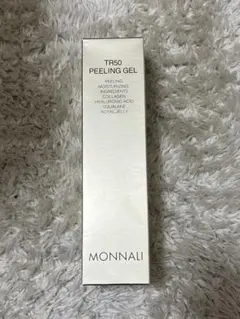 TR50
PEELING GEL
PEELING
MOISTURIZING
INGREDIENTS
COLLAGEN
HYALURONIC ACID
SQUALANE
ROYAL JELLY
MONNALI